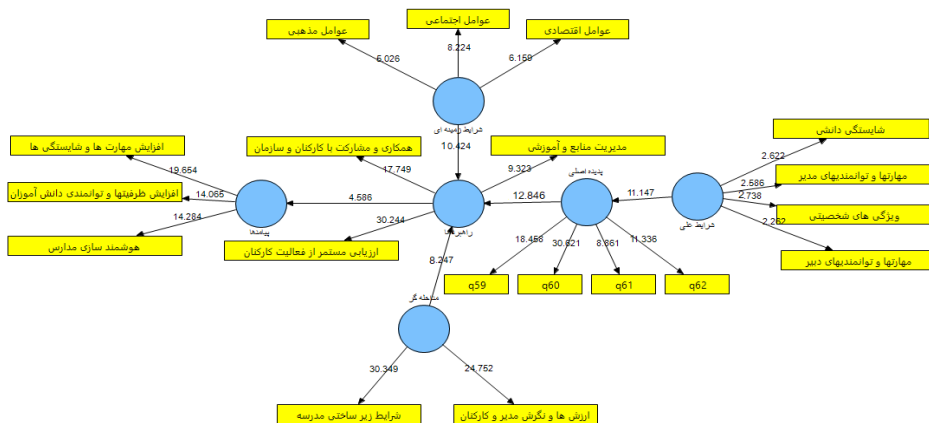 عوامل اجتماعی
عوامل مذهبی
عوامل اقتصادی
8.224
6.026
6.159
شرایط زمینه ای
10.424
شایستگی دانشی
افزایش مهارت ها و شایستگی ها
همکاری و مشارکت با کارکنان و سازمان
مدیریت منابع و آموزشی
2.622
19.654
17.749
9.323
پدیده اصلی
مهارتها و توانمندیهای مدیر
2.586
افزایش ظرفیتها و توانمندی دانش آموزان
14.065
4.586
12.846
11.147
2.738
ویژگی های شخصیتی
14.284
30.244
پیامدها
راهبردها
شرایط علی
2.262
هوشمند سازی مدارس
ارزیابی مستمر از فعالیت کارکنان
18.458
30.621
8.861
11.336
مهارتها و توانمندیهای دبیر
8.247
q59
q60
q61
q62
مداخله گر
30.349
24.752
شرایط زیر ساختی مدرسه
ارزش ها و نگرش مدیر و کارکنان